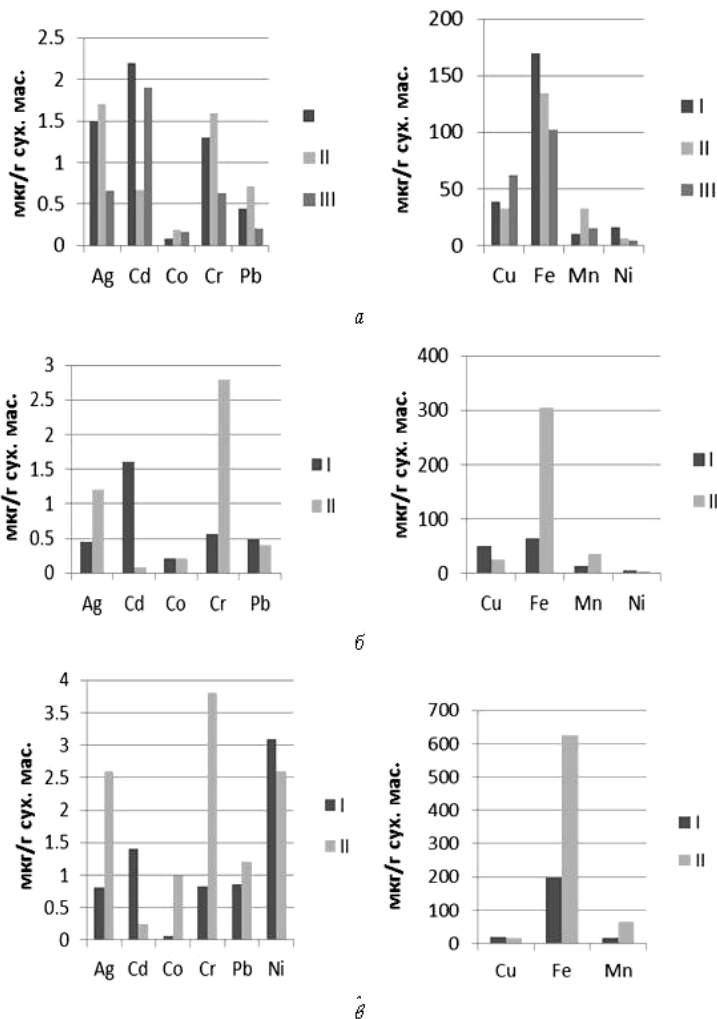 мкг/г сух. мас.
2.5
2
1.5
1
0.5
0
Ag Cd Co Cr Pb
II
III
мкг/г сух. мас.
200
150
100
50
0
Cu Fe Mn Ni
I
II
III
а
мкг/г сух. мас.
3
2.5
2
1.5
1
0.5
0
Ag Cd Co Cr Pb
I
II
мкг/г сух. мас.
400
300
200
100
0
Cu Fe Mn Ni
I
II
б
мкг/г сух. мас.
4
3.5
3
2.5
2
1.5
1
0.5
0
Ag Cd Co Cr Pb Ni
I
II
мкг/г сух. мас.
700
600
500
400
300
200
100
0
Cu Fe Mn
I
II
в